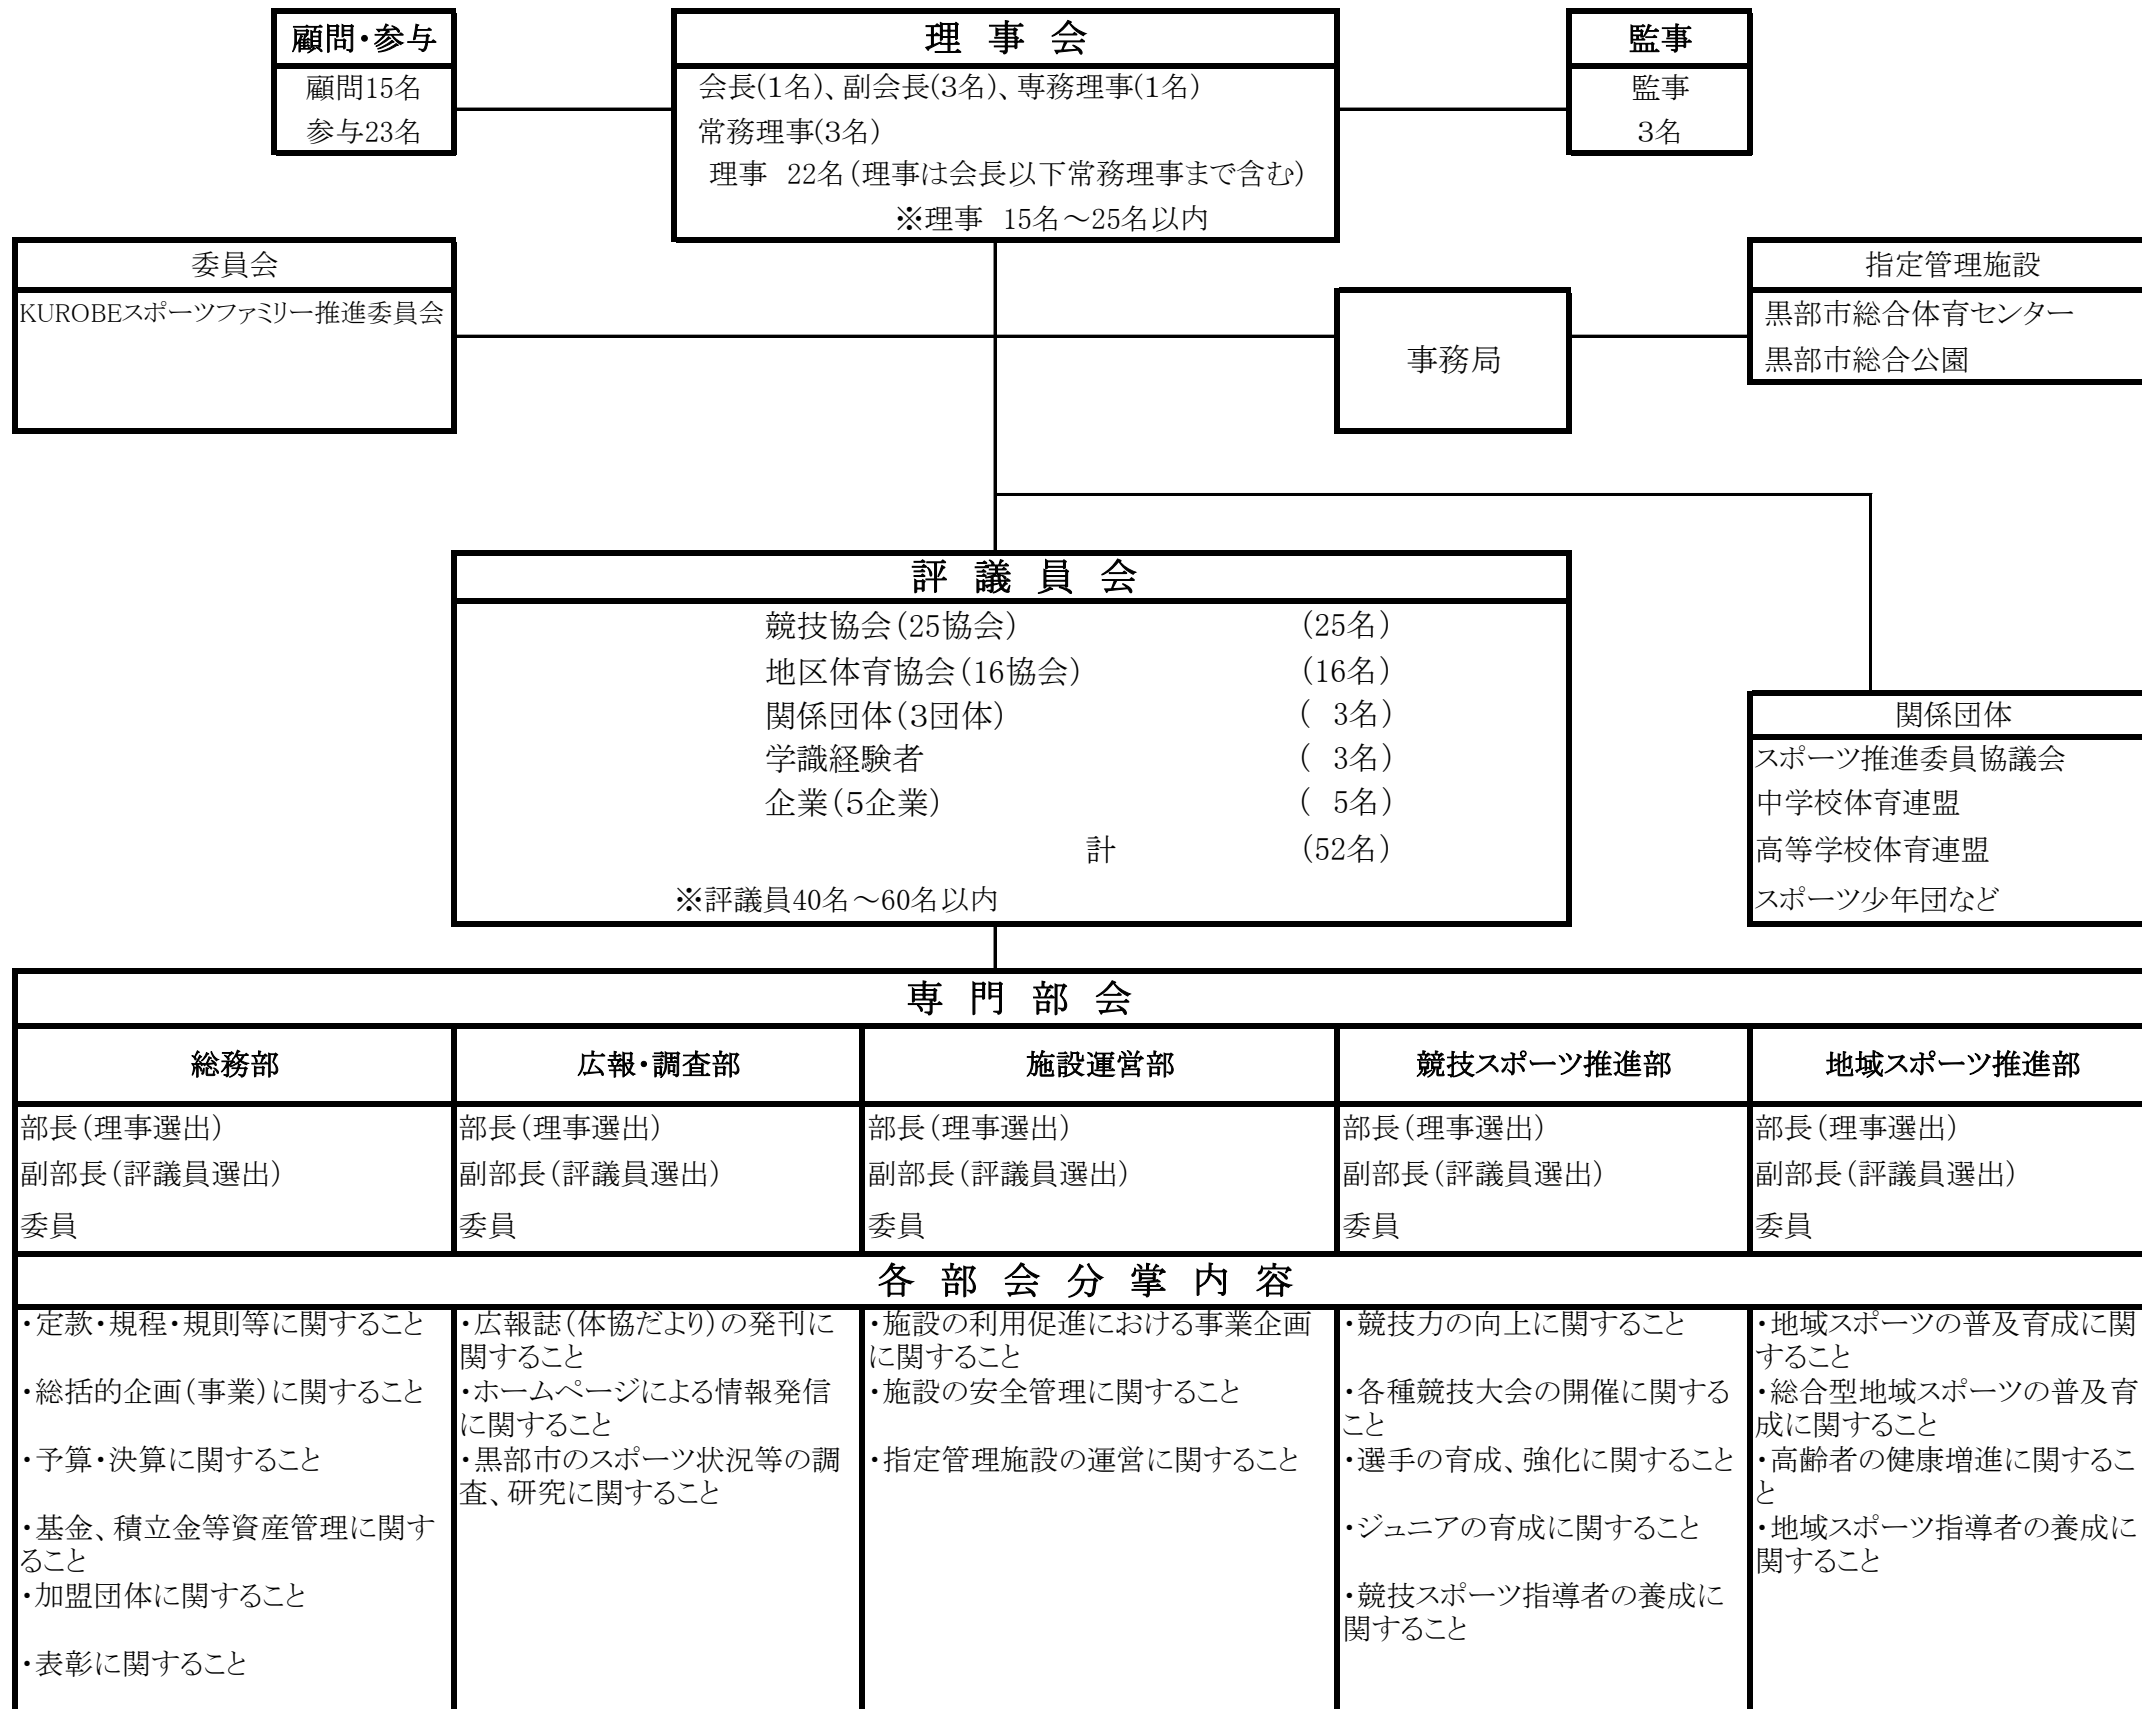 顧問・参与
顧問15名
参与23名
理 事 会
会長(1名)、副会長(3名)、専務理事(1名)
常務理事(3名)
理事 22名(理事は会長以下常務理事まで含む)
※理事 15名～25名以内
監事
監事
3名
委員会
KUROBEスポーツファミリー推進委員会
事務局
指定管理施設
黒部市総合体育センター
黒部市総合公園
評 議 員 会
競技協会(25協会) (25名)
地区体育協会(16協会) (16名)
関係団体(3団体) ( 3名)
学識経験者 ( 3名)
企業(5企業) ( 5名)
計 (52名)
※評議員40名～60名以内
関係団体
スポーツ推進委員協議会
中学校体育連盟
高等学校体育連盟
スポーツ少年団など
専 門 部 会
総務部
部長(理事選出)
副部長(評議員選出)
委員
広報・調査部
部長(理事選出)
副部長(評議員選出)
委員
施設運営部
部長(理事選出)
副部長(評議員選出)
委員
競技スポーツ推進部
部長(理事選出)
副部長(評議員選出)
委員
地域スポーツ推進部
部長(理事選出)
副部長(評議員選出)
委員
各 部 会 分 掌 内 容
・定款・規程・規則等に関すること
・総括的企画(事業)に関すること
・予算・決算に関すること
・基金、積立金等資産管理に関す
ること
・加盟団体に関すること
・表彰に関すること
・広報誌(体協だより)の発刊に
関すること
・ホームページによる情報発信
に関すること
・黒部市のスポーツ状況等の調
査、研究に関すること
・施設の利用促進における事業企画
に関すること
・施設の安全管理に関すること
・指定管理施設の運営に関すること
・競技力の向上に関すること
・各種競技大会の開催に関する
こと
・選手の育成、強化に関すること
・ジュニアの育成に関すること
・競技スポーツ指導者の養成に
関すること
・地域スポーツの普及育成に関
すること
・総合型地域スポーツの普及育
成に関すること
・高齢者の健康増進に関するこ
と
・地域スポーツ指導者の養成に
関すること